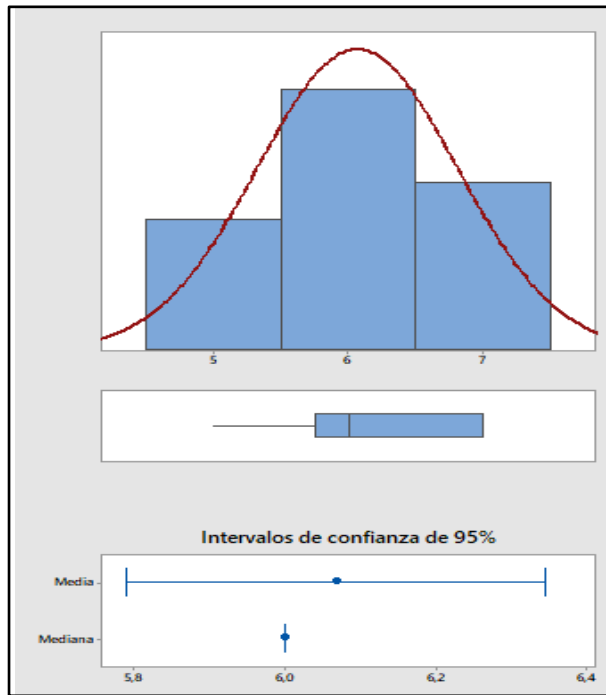 5 6 7
Intervalos de confianza de 95%
Media
Mediana
5,8 6,0 6,2 6,4